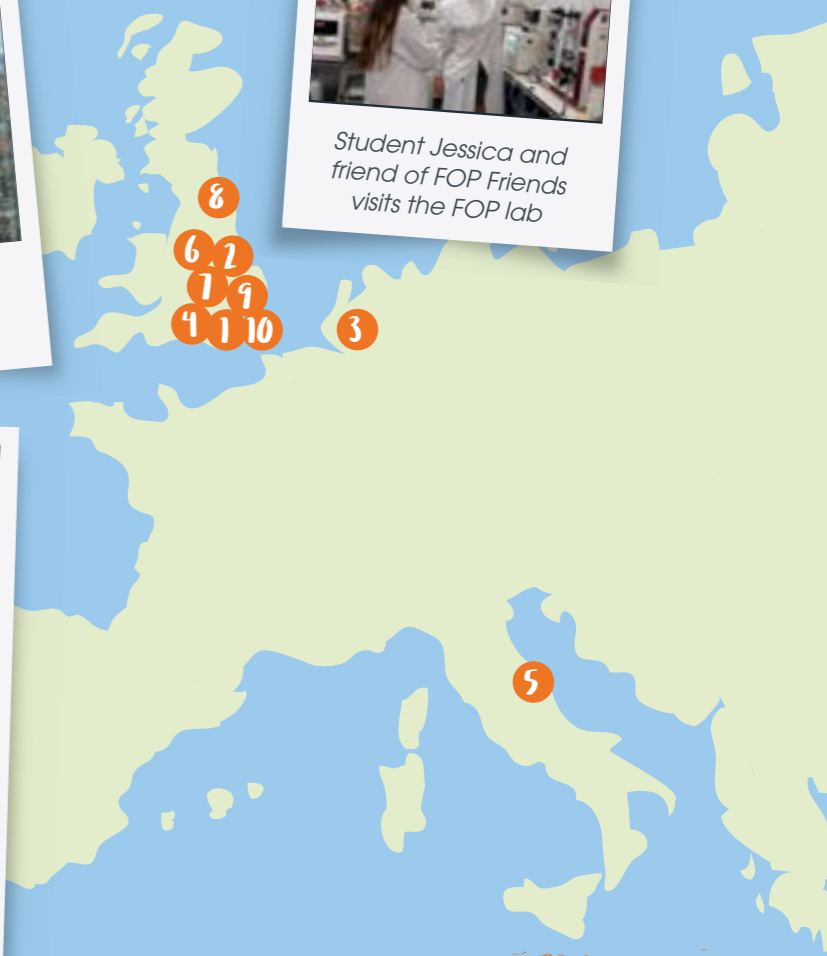 Student Jessica and
friend of FOP Friends
visits the FOP lab
8
6 2
7 9
4 1 10 3
5